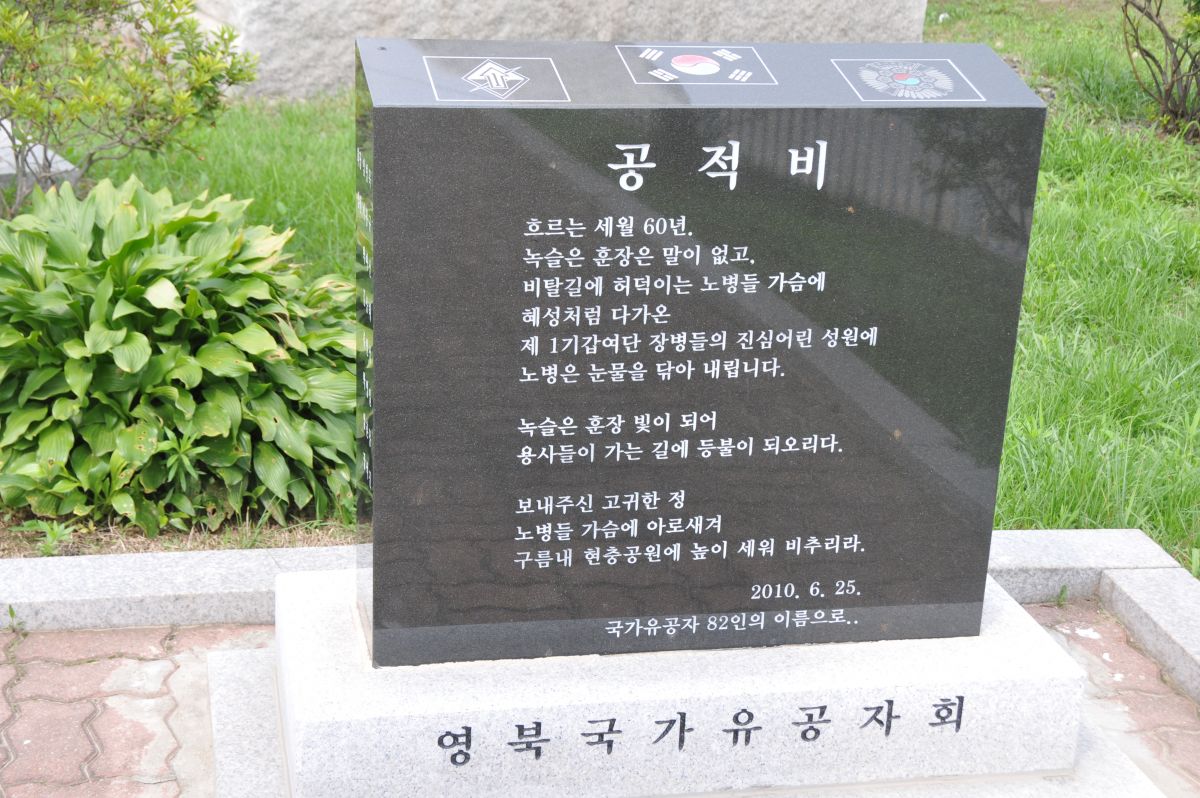 공적비
흐르는 세월 60년.
녹슬은 훈장은 말이 없고,
비탈길에 허덕이는 노병들 가슴에
혜성처럼 다가온
제 1기갑여단 장병들의 진심어린 성원에
노병은 눈물을 닦아 내립니다.
녹슬은 훈장 빛이 되어
용사들이 가는 길에 등불이 되오리다.
보내주신 고귀한 정
노병들 가슴에 아로새겨
구름내 현충공원에 높이 세워 비추리라.
2010. 6. 25.
국가유공자 82인의 이름으로..
영북국가유공자회